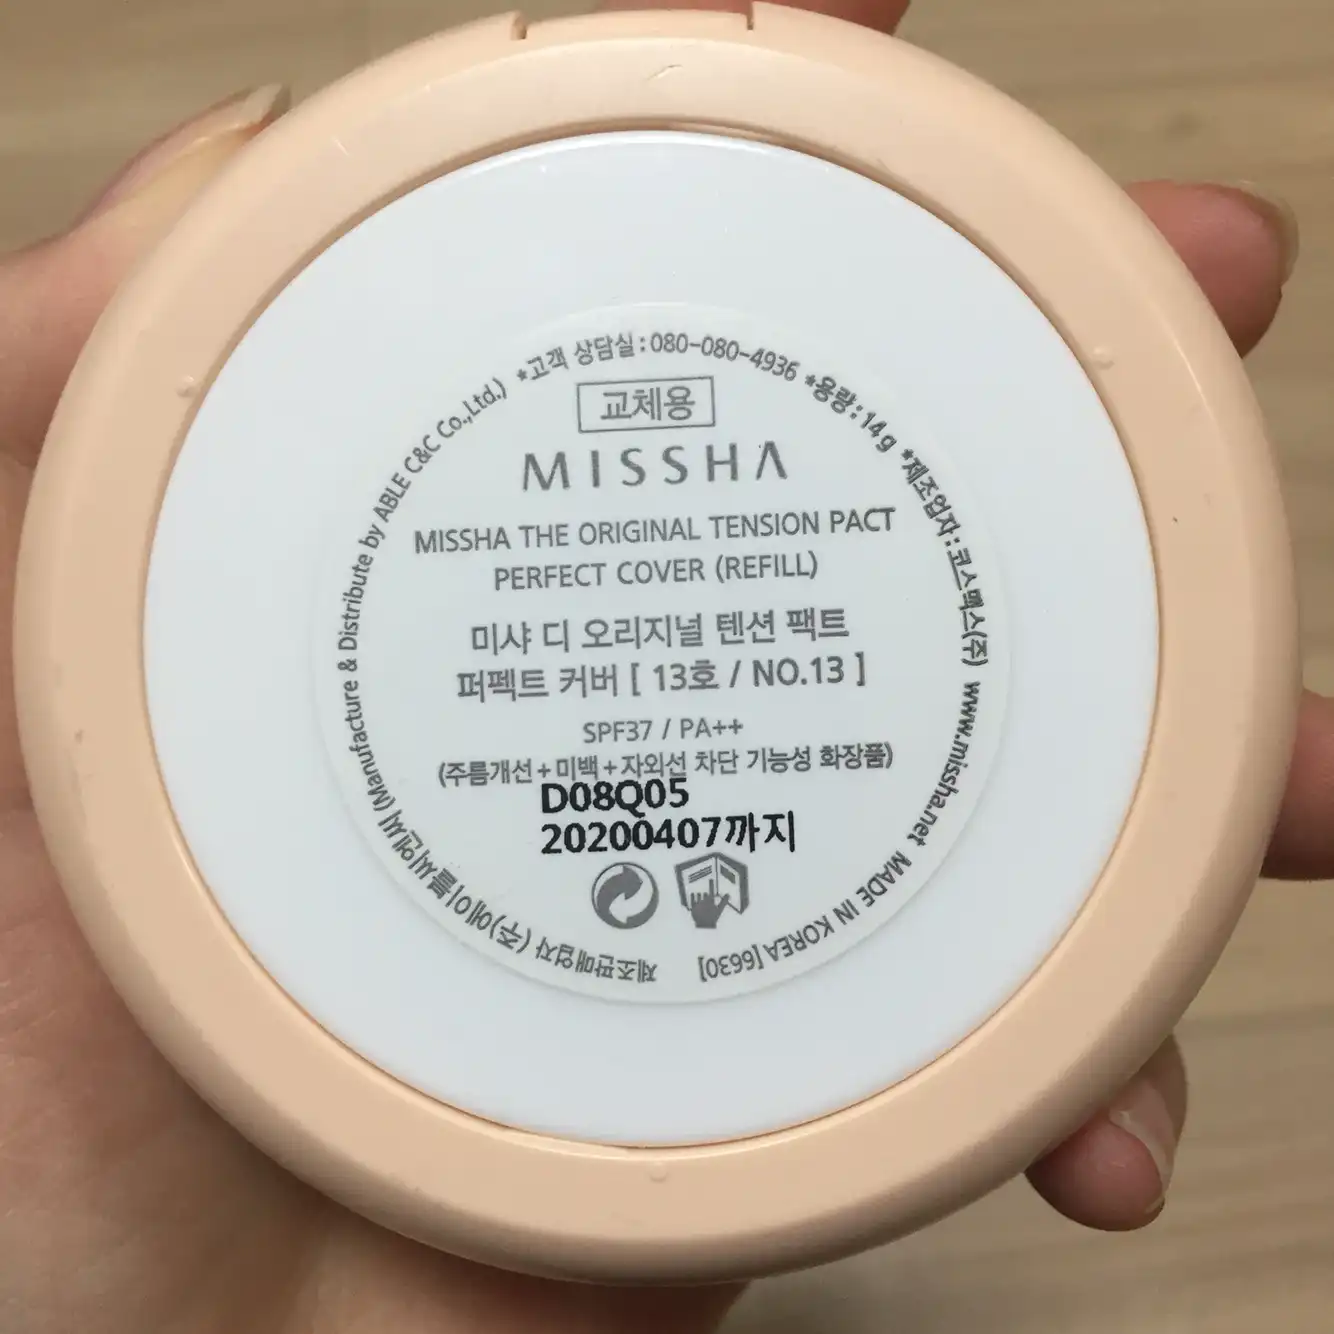 *고객 상담실 : 080-080-4936 *용량 : 14g *제조업자 : 코스맥스(주) www.missha.net MADE IN KOREA [6630]
제조판매업자 (주)에이블씨엔씨 (Manufacture & Distribute by ABLE C&C Co.,Ltd.)
교체용
MISSHA
MISSHA THE ORIGINAL TENSION PACT
PERFECT COVER (REFILL)
미샤 디 오리지널 텐션 팩트
퍼펙트 커버 [ 13호 / NO.13 ]
SPF37 / PA++
(주름개선+미백+자외선 차단 기능성 화장품)
D08Q05
20200407까지